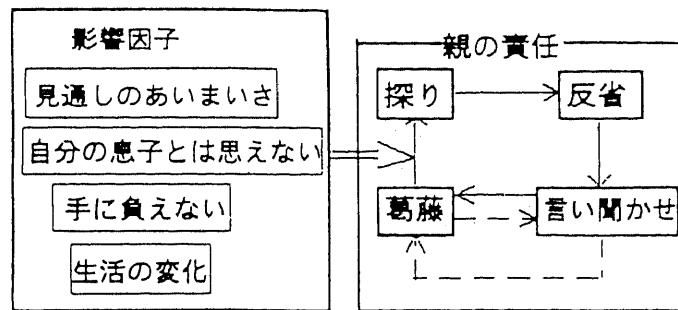 影響因子
見通しのあいまいさ
自分の息子とは思えない
手に負えない
生活の変化
親の責任
探り
反省
葛藤
言い聞かせ